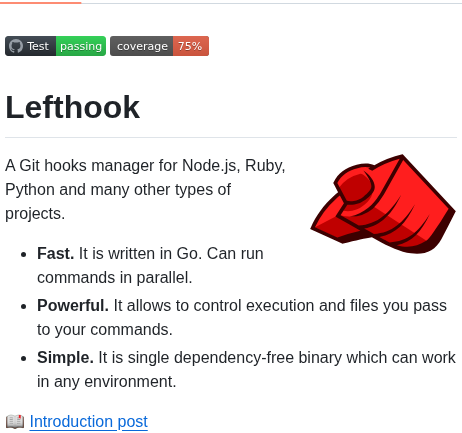 Test passing coverage 75%
Lefthook
A Git hooks manager for Node.js, Ruby,
Python and many other types of
projects.
• Fast. It is written in Go. Can run
commands in parallel.
• Powerful. It allows to control execution and files you pass
to your commands.
• Simple. It is single dependency-free binary which can work
in any environment.
📖 Introduction post